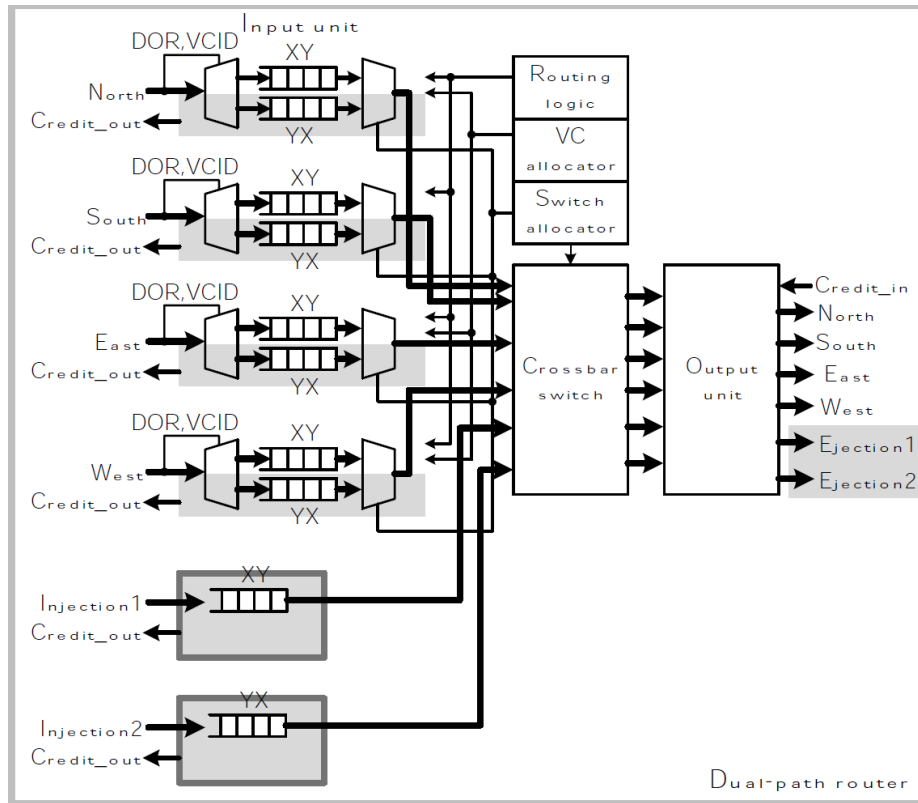 Input unit
DOR,VCID
XY
North
Credit_out
YX
DOR,VCID
XY
South
Credit_out
YX
DOR,VCID
XY
East
Credit_out
YX
DOR,VCID
XY
West
Credit_out
YX
XY
Injection1
Credit_out
YX
Injection2
Credit_out
Routing
logic
VC
allocator
Switch
allocator
Crossbar
switch
Output
unit
Credit_in
North
South
East
West
Ejection1
Ejection2
Dual-path router